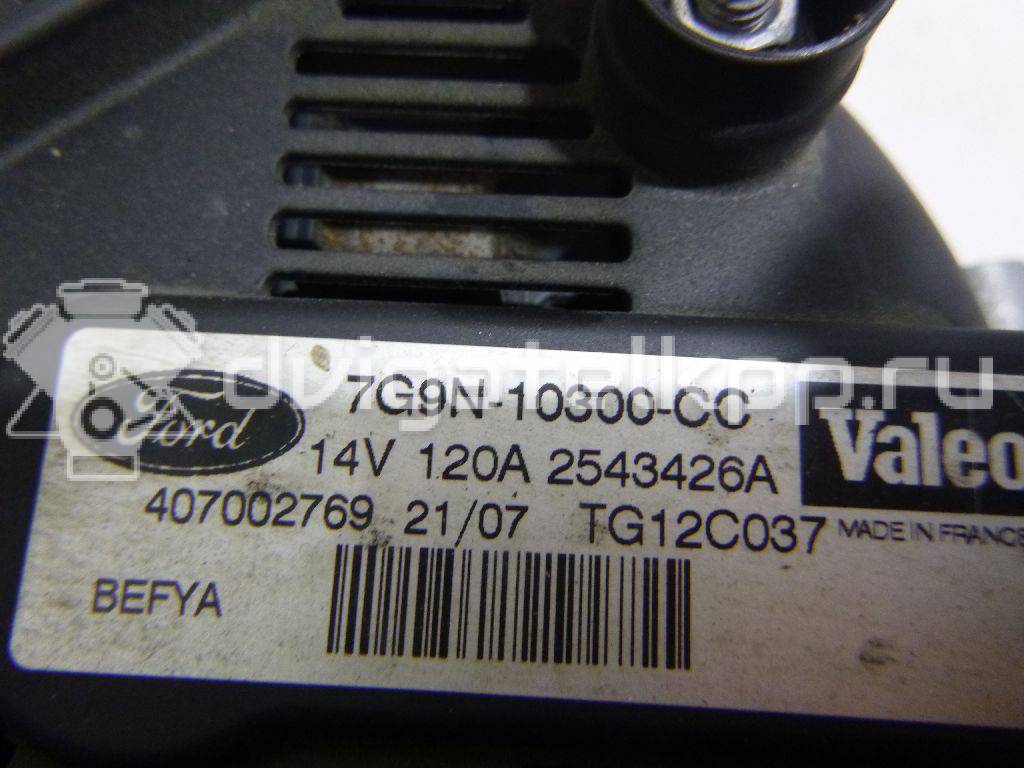 7G9N-10300-CC
Ford
14V 120A 2543426A
Valeo
407002769 21/07 TG12C037
MADE IN FRANCE
BEFYA
dvigatelkop.ru